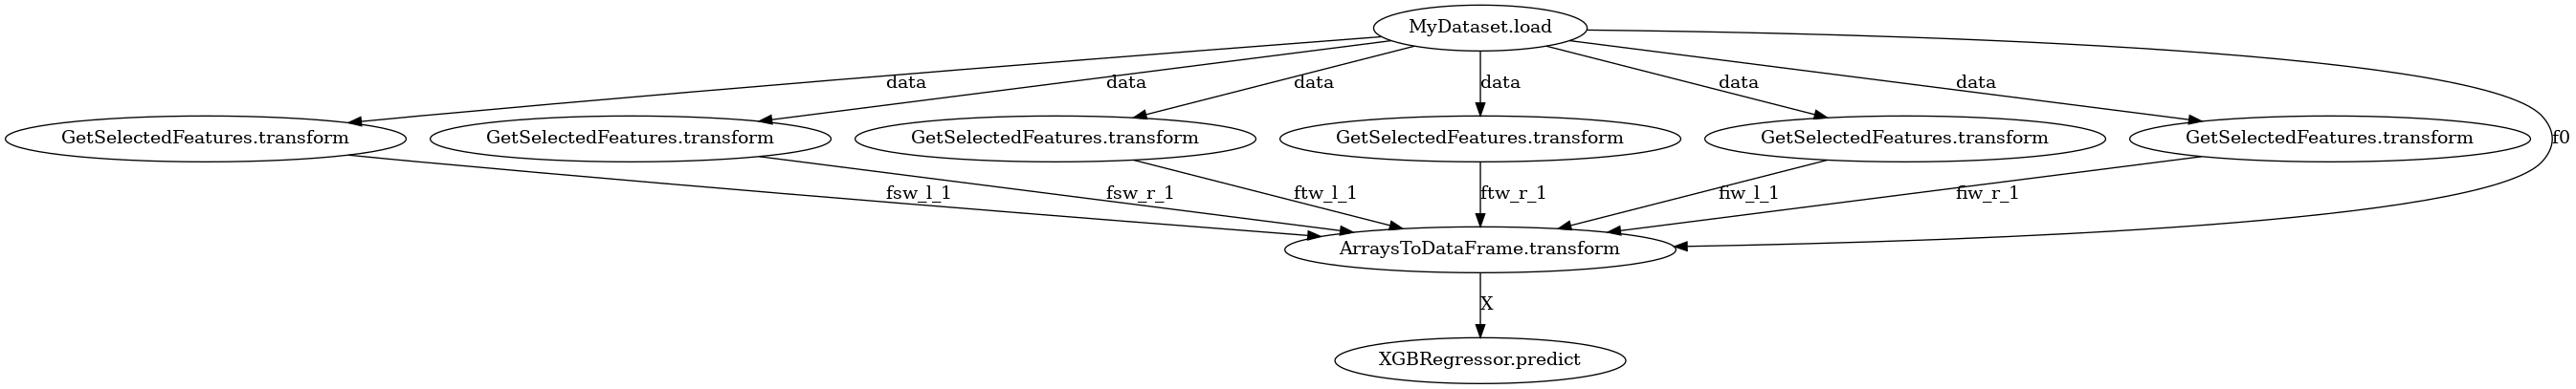 MyDataset.load
data data data data data data
GetSelectedFeatures.transform GetSelectedFeatures.transform GetSelectedFeatures.transform GetSelectedFeatures.transform GetSelectedFeatures.transform GetSelectedFeatures.transform f0
fsw_l_1 fsw_r_1 ftw_l_1 ftw_r_1 fiw_l_1 fiw_r_1
ArraysToDataFrame.transform
X
XGBRegressor.predict